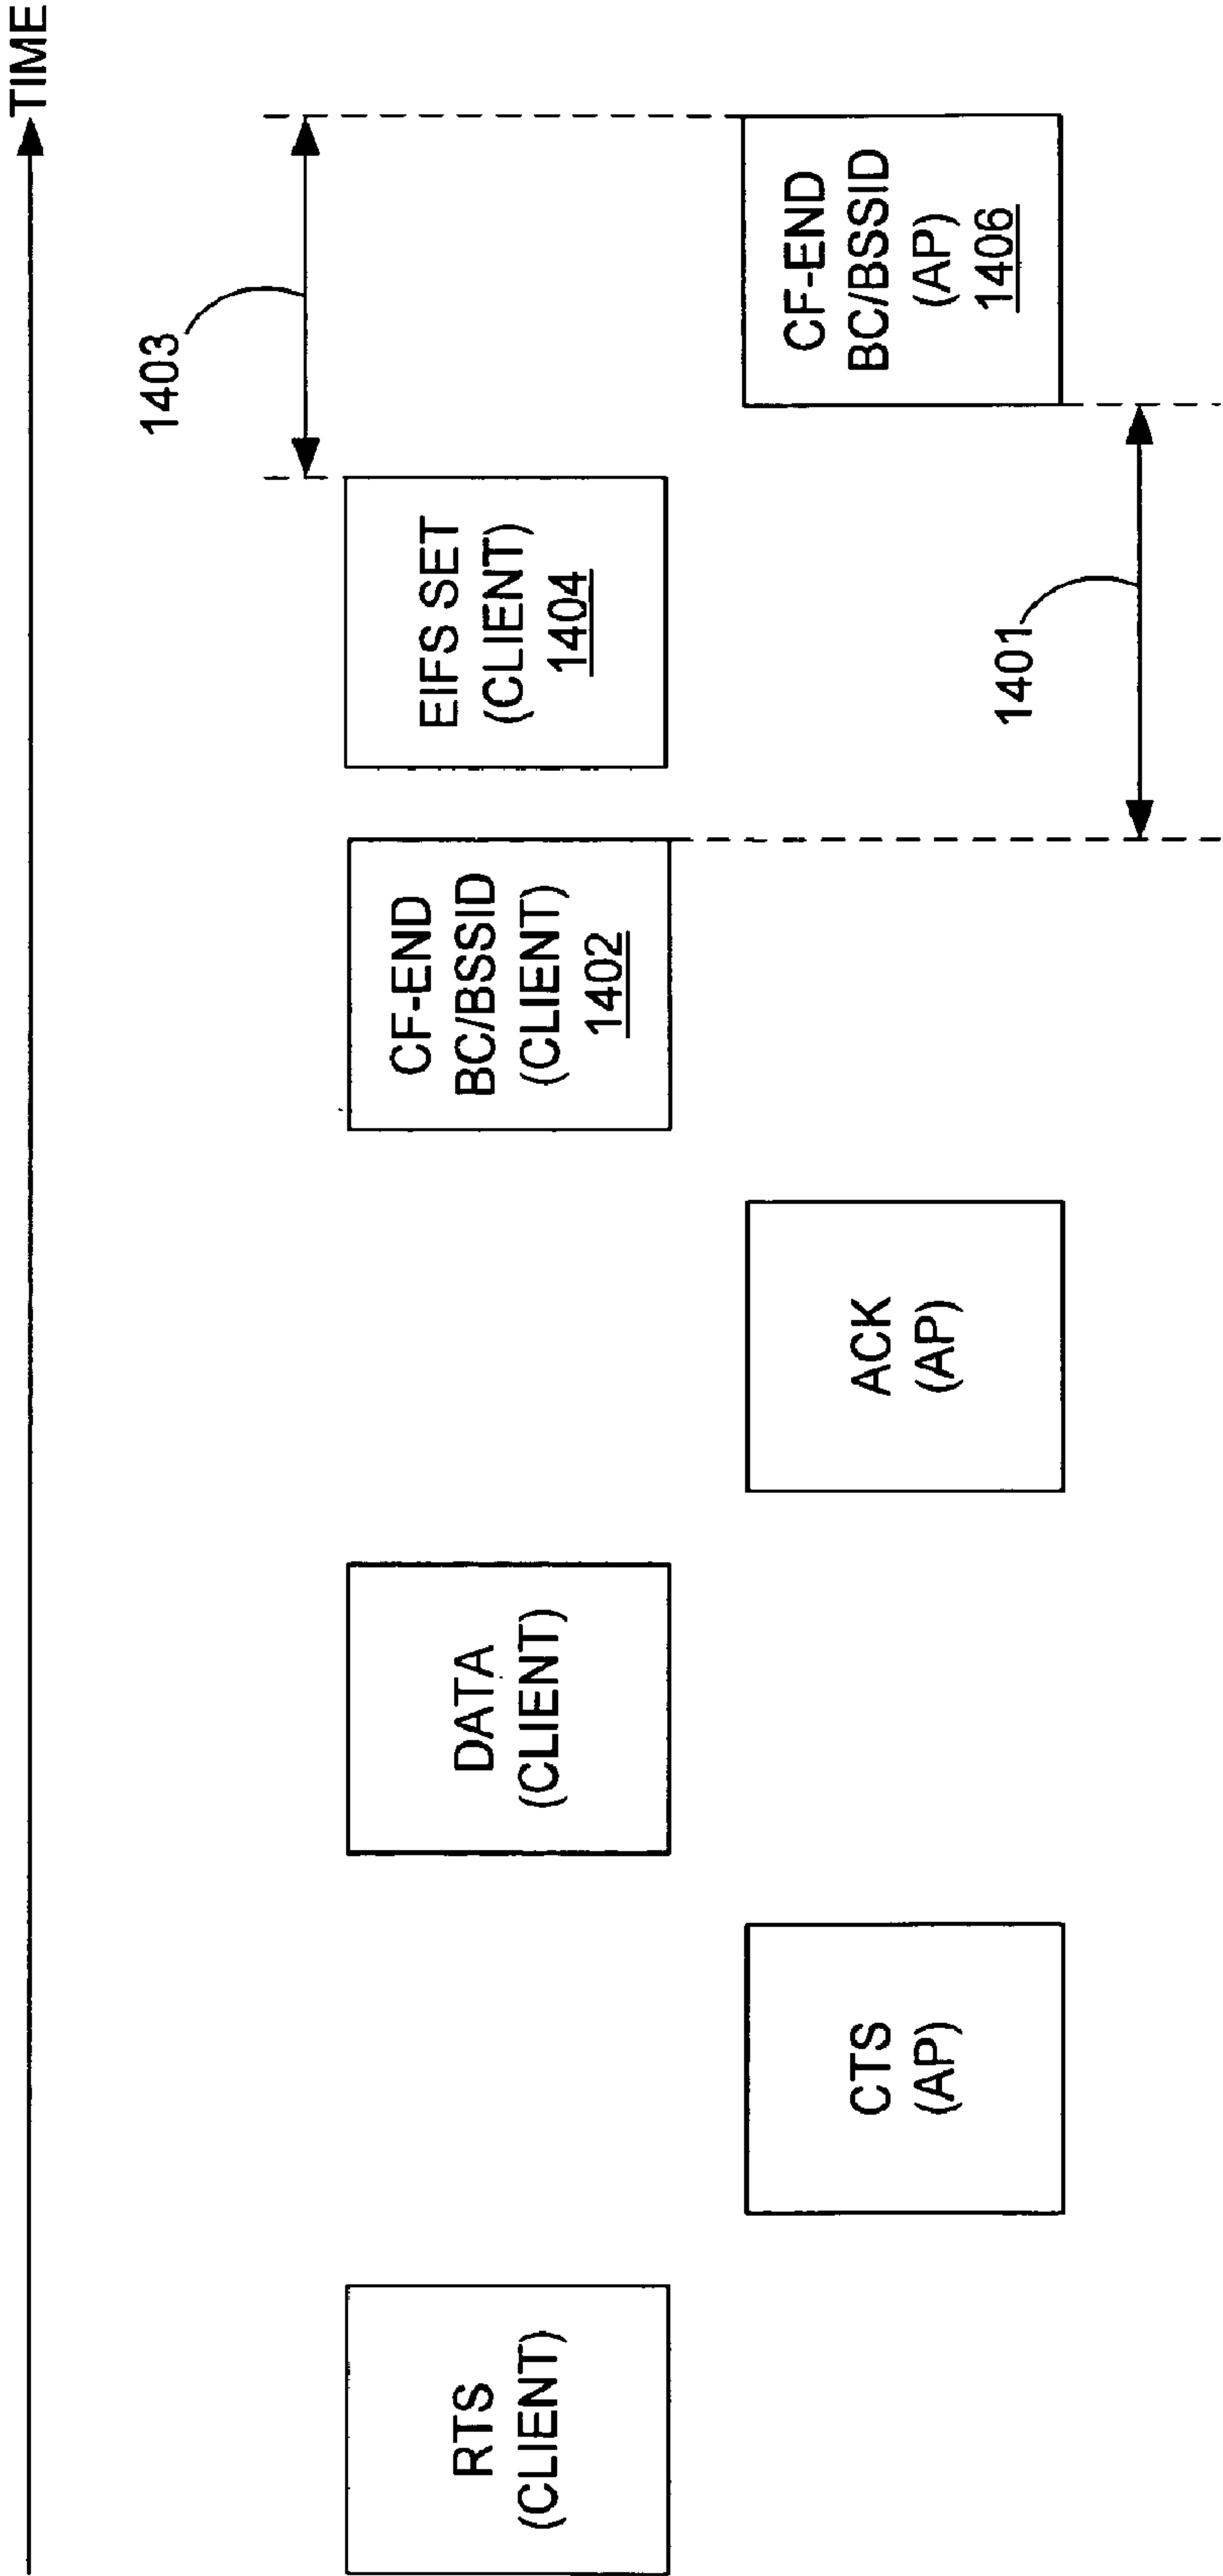 TIME
RTS
(CLIENT)
CTS
(AP)
DATA
(CLIENT)
ACK
(AP)
CF-END
BC/BSSID
(CLIENT)
1402
EIFS SET
(CLIENT)
1404
CF-END
BC/BSSID
(AP)
1406
1403
1401